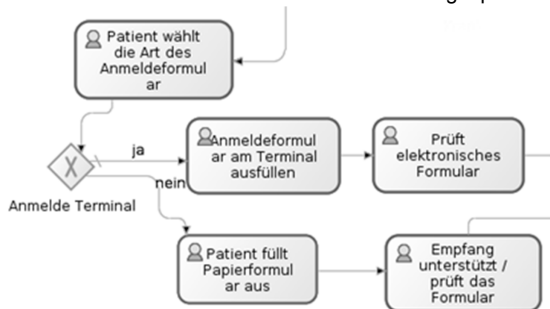 Patient wählt
die Art des
Anmeldeformul
ar
ja
Anmeldeformul
ar am Terminal
ausfüllen
Prüft
elektronisches
Formular
nein
Anmelde Terminal
Patient füllt
Papierformul
ar aus
Empfang
unterstützt /
prüft das
Formular